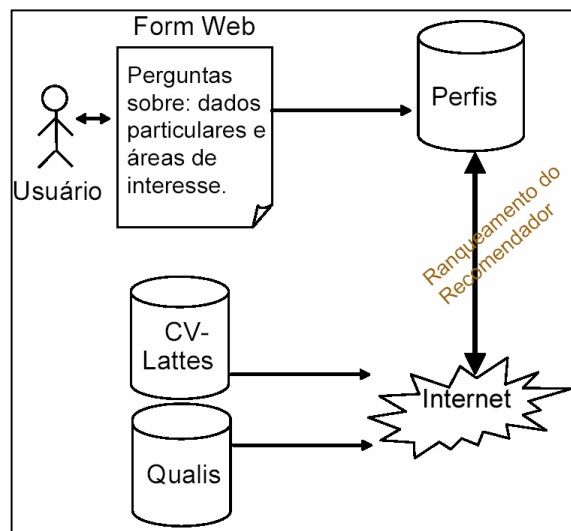 Form Web
Perguntas
sobre: dados
particulares e
áreas de
interesse.
Usuário
Perfis
Ranqueamento do
Recomendador
CV-
Lattes
Internet
Qualis